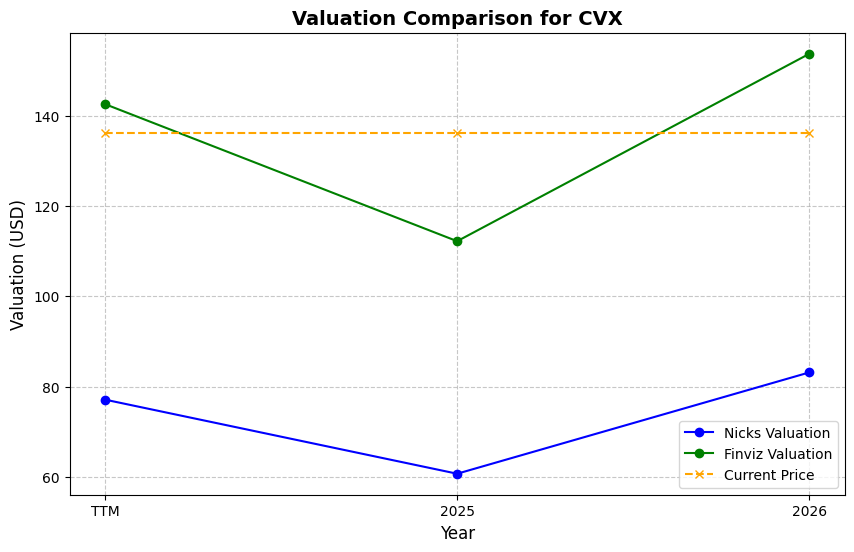 Valuation Comparison for CVX
Valuation (USD)
140
120
100
80
60
TTM
2025
2026
Year
Nicks Valuation
Finviz Valuation
Current Price